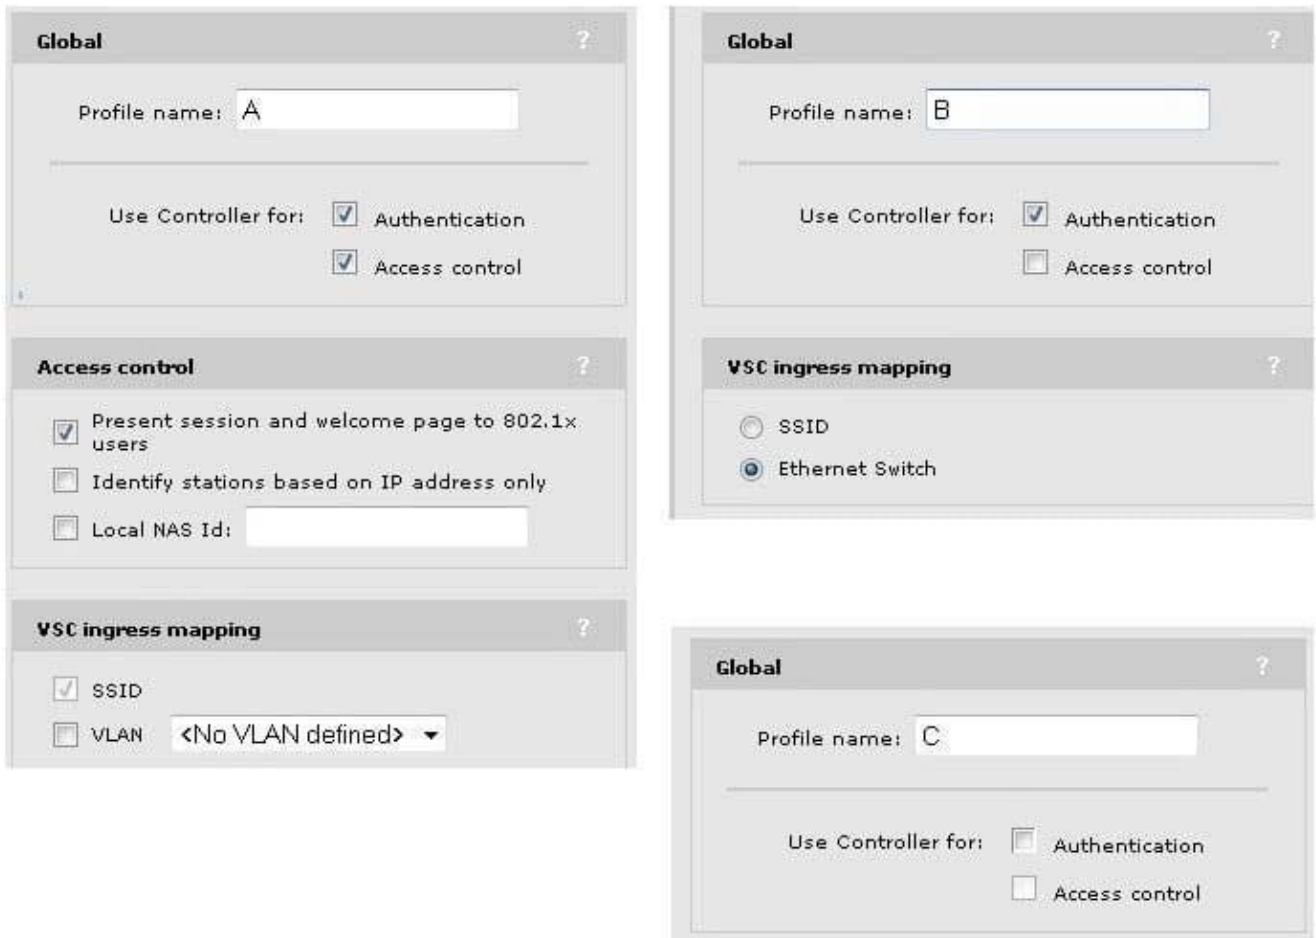 Global ?
Profile name: A
Use Controller for: Authentication
Access control
Access control ?
Present session and welcome page to 802.1x
users
Identify stations based on IP address only
Local NAS Id:
VSC ingress mapping ?
SSID
VLAN <No VLAN defined>
Global ?
Profile name: B
Use Controller for: Authentication
Access control
VSC ingress mapping ?
SSID
Ethernet Switch
Global ?
Profile name: C
Use Controller for: Authentication
Access control